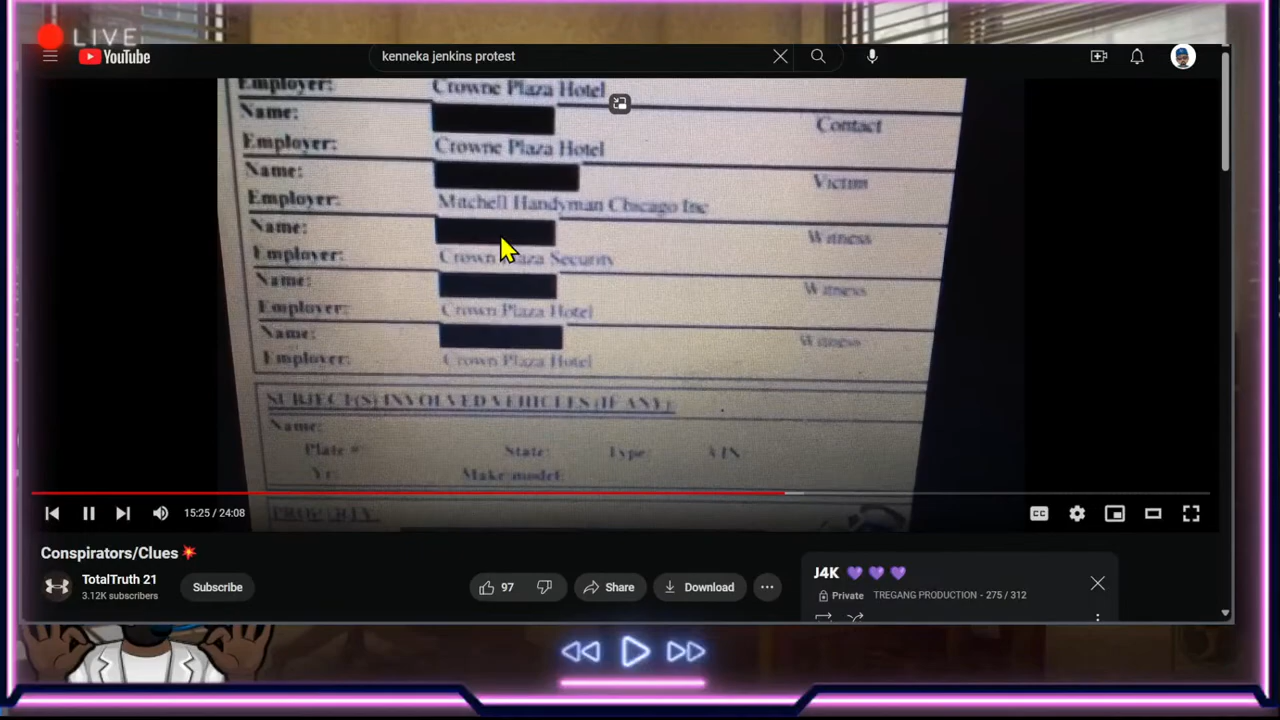 LIVE
YouTube
kenneka jenkins protest
Employer: Crowne Plaza Hotel
Name: Contact
Employer: Crowne Plaza Hotel
Name: Victim
Employer: Mitchell Handyman Chicago Inc
Name: Witness
Employer: Crown Plaza Security
Name: Witness
Employer: Crown Plaza Hotel
Name: Witness
Employer: Crown Plaza Hotel
SUBJECT(S) INVOLVED VEHICLES (IF ANY):
Name:
Plate #: State: Type: VIN:
Yr: Make/model:
PROPERTY
15:25 / 24:08
CC
Conspirators/Clues
TotalTruth 21
3.12K subscribers
Subscribe
97
Share
Download
J4K
Private TREGANG PRODUCTION - 275 / 312